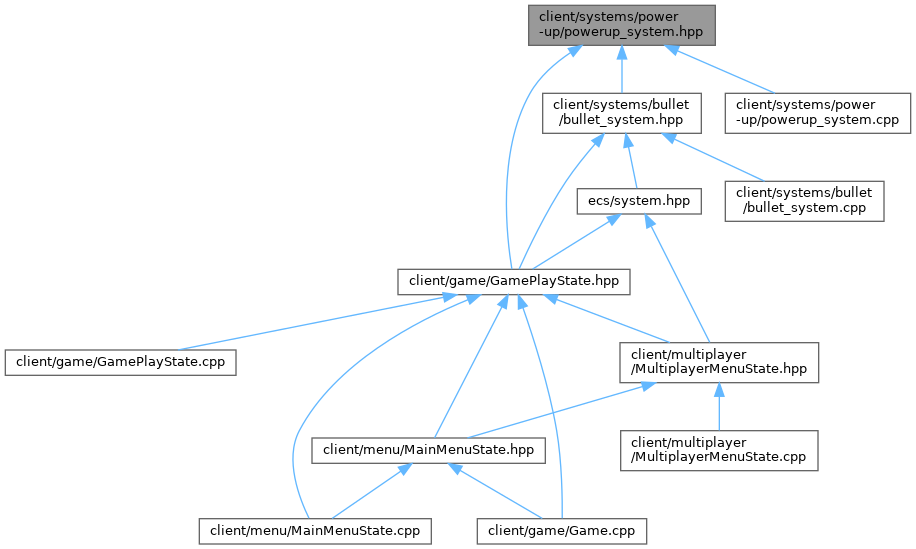 client/systems/power
-up/powerup_system.hpp
client/systems/bullet
/bullet_system.hpp
client/systems/power
-up/powerup_system.cpp
ecs/system.hpp
client/systems/bullet
/bullet_system.cpp
client/game/GamePlayState.hpp
client/game/GamePlayState.cpp
client/multiplayer
/MultiplayerMenuState.hpp
client/menu/MainMenuState.hpp
client/multiplayer
/MultiplayerMenuState.cpp
client/menu/MainMenuState.cpp
client/game/Game.cpp